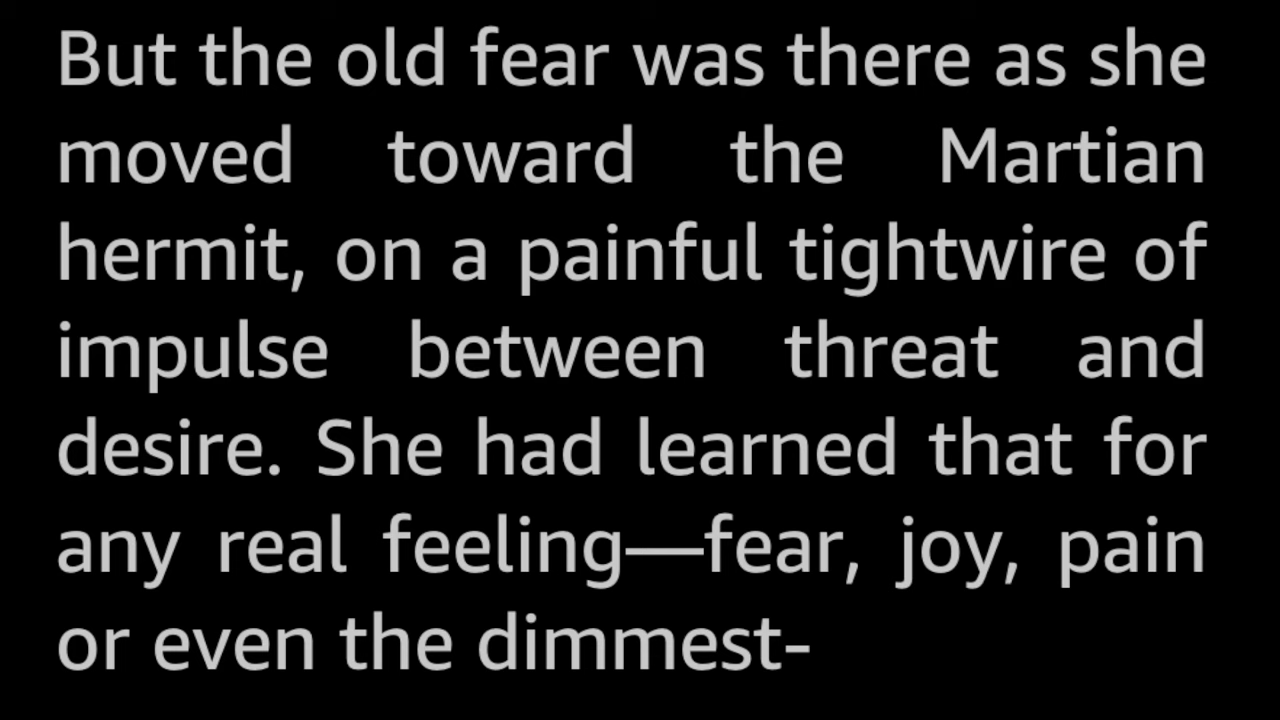 But the old fear was there as she
moved toward the Martian
hermit, on a painful tightwire of
impulse between threat and
desire. She had learned that for
any real feeling—fear, joy, pain
or even the dimmest-